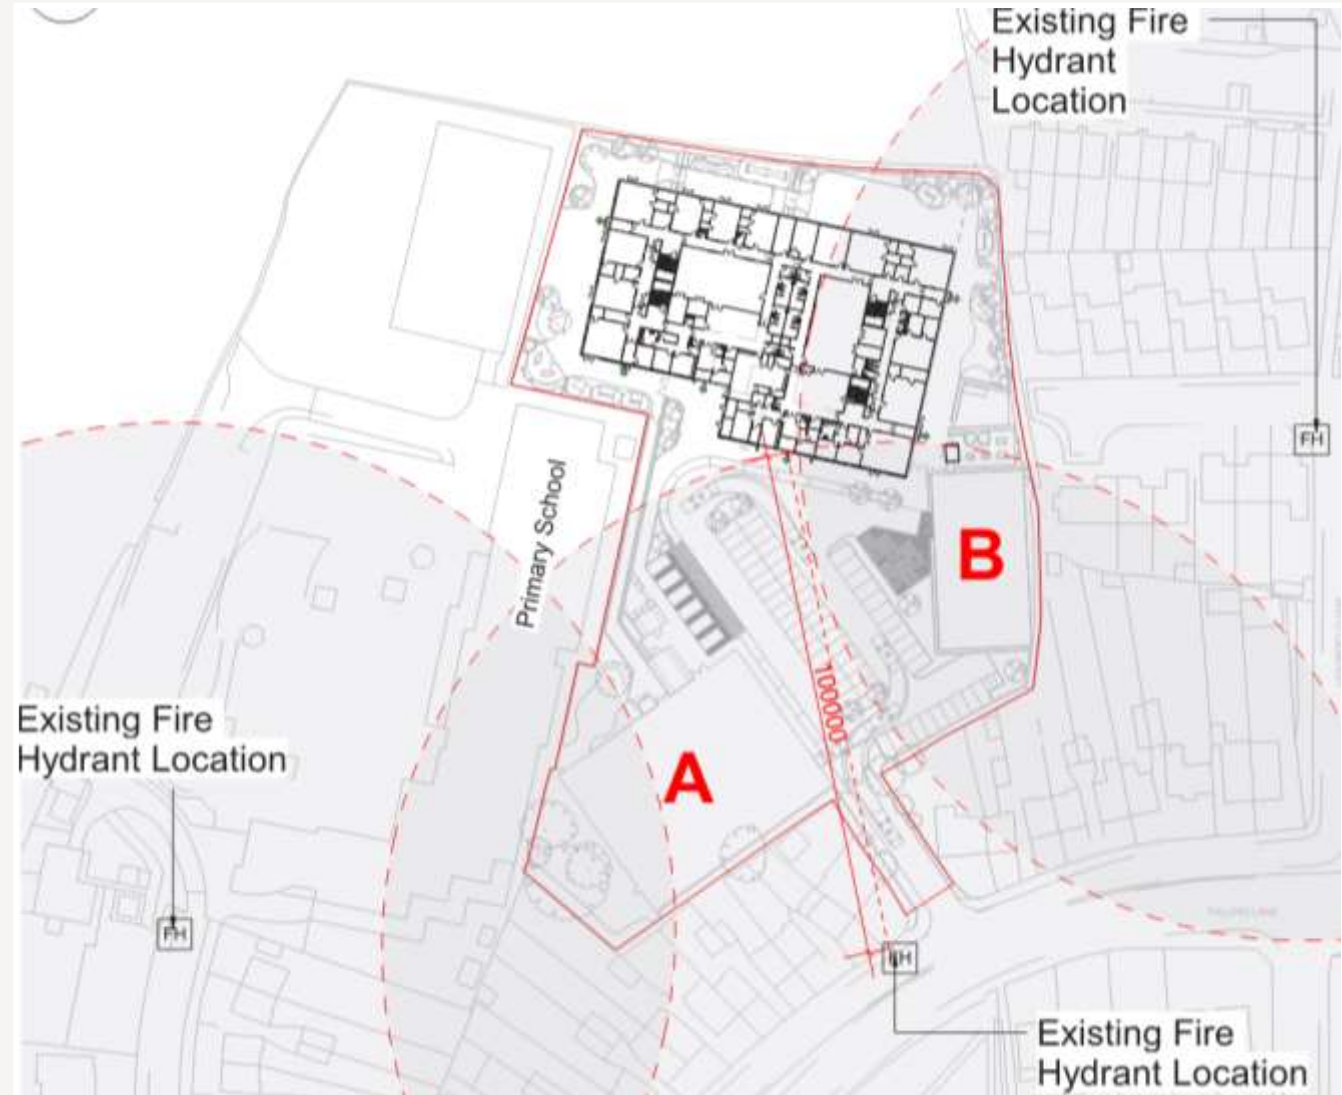 Existing Fire
Hydrant
Location
FH
Primary School
B
100000
A
Existing Fire
Hydrant Location
FH
FH
Existing Fire
Hydrant Location